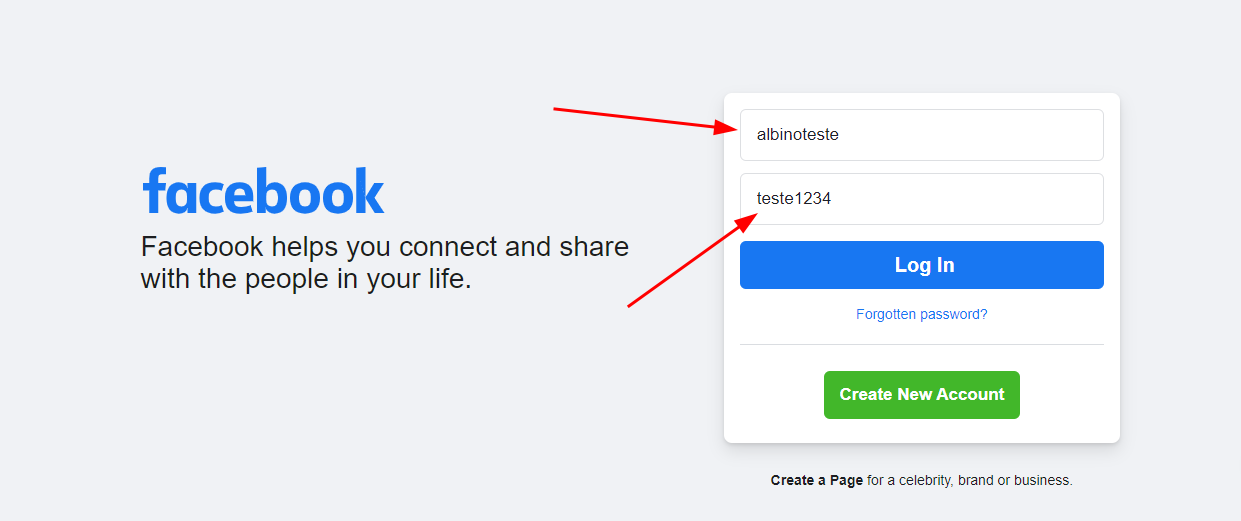 facebook
Facebook helps you connect and share
with the people in your life.
albinoteste
teste1234
Log In
Forgotten password?
Create New Account
Create a Page for a celebrity, brand or business.